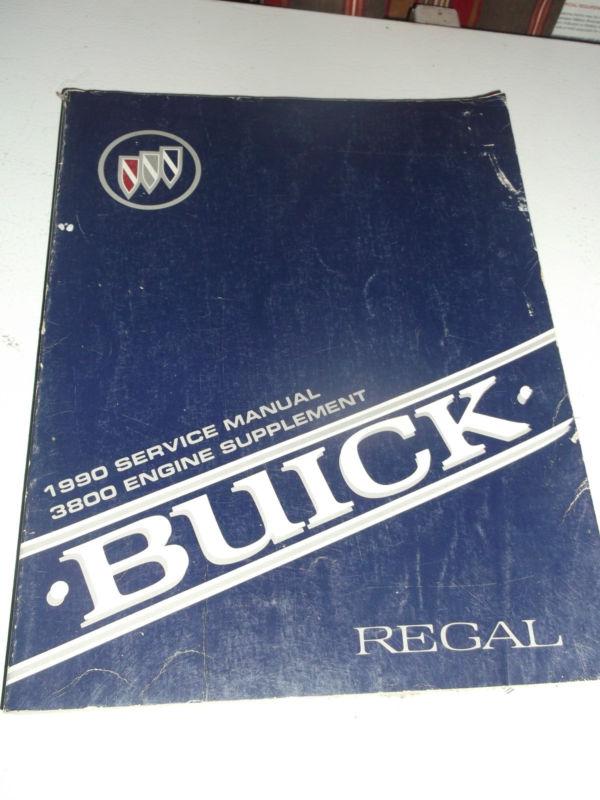 1990 SERVICE MANUAL
3800 ENGINE SUPPLEMENT
·BUICK·
REGAL